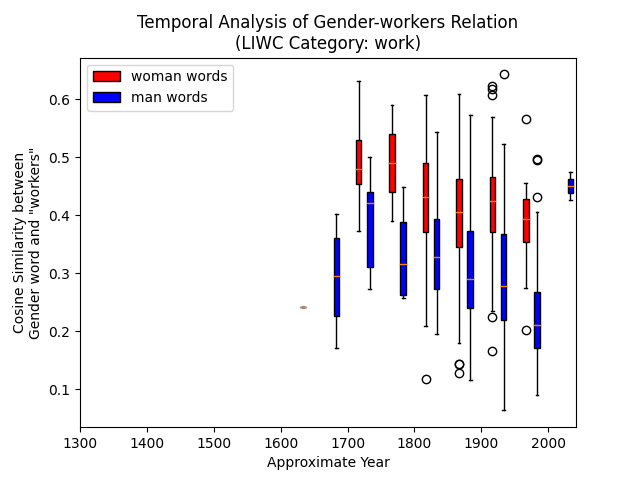 Temporal Analysis of Gender-workers Relation
(LIWC Category: work)
woman words
man words
Cosine Similarity between
Gender word and "workers"
0.6
0.5
0.4
0.3
0.2
0.1
1300 1400 1500 1600 1700 1800 1900 2000
Approximate Year